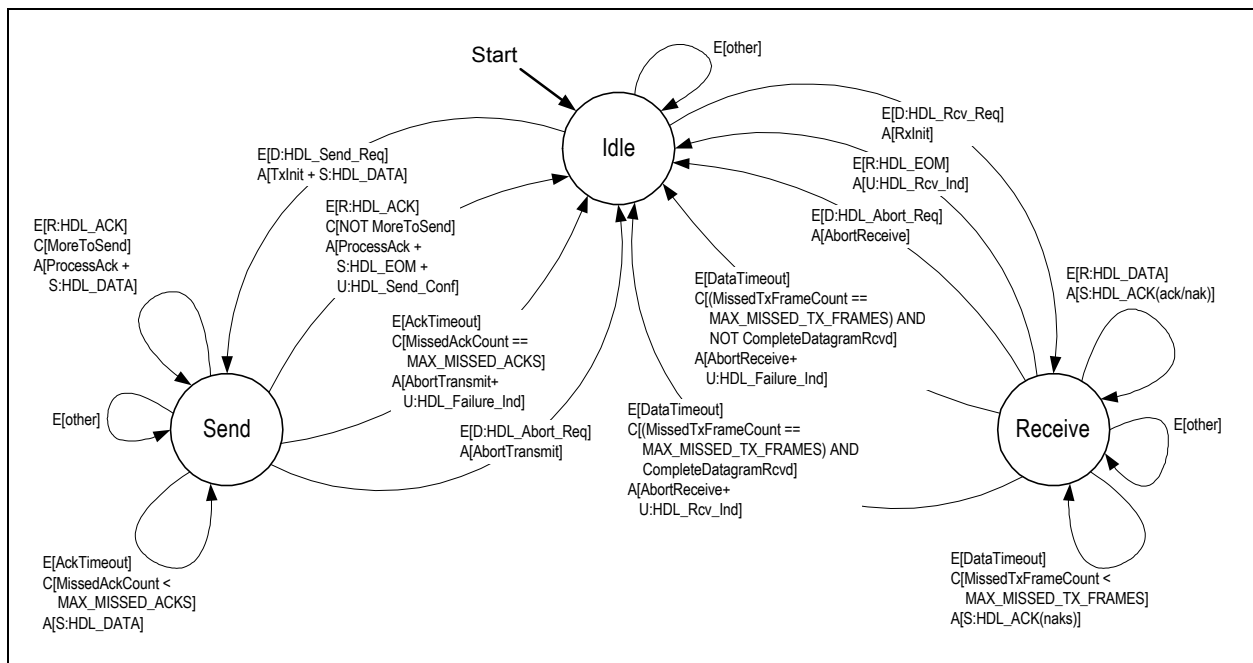 Start
E[other]
Idle
E[D:HDL_Rcv_Req]
A[RxInit]
E[R:HDL_EOM]
A[U:HDL_Rcv_Ind]
E[D:HDL_Abort_Req]
A[AbortReceive]
E[D:HDL_Send_Req]
A[TxInit + S:HDL_DATA]
E[R:HDL_ACK]
C[NOT MoreToSend]
A[ProcessAck +
S:HDL_EOM +
U:HDL_Send_Conf]
E[R:HDL_ACK]
C[MoreToSend]
A[ProcessAck +
S:HDL_DATA]
E[AckTimeout]
C[MissedAckCount ==
MAX_MISSED_ACKS]
A[AbortTransmit+
U:HDL_Failure_Ind]
E[D:HDL_Abort_Req]
A[AbortTransmit]
E[DataTimeout]
C[(MissedTxFrameCount ==
MAX_MISSED_TX_FRAMES) AND
NOT CompleteDatagramRcvd]
A[AbortReceive+
U:HDL_Failure_Ind]
E[DataTimeout]
C[(MissedTxFrameCount ==
MAX_MISSED_TX_FRAMES) AND
CompleteDatagramRcvd]
A[AbortReceive+
U:HDL_Rcv_Ind]
E[R:HDL_DATA]
A[S:HDL_ACK(ack/nak)]
E[other]
Send
Receive
E[other]
E[AckTimeout]
C[MissedAckCount <
MAX_MISSED_ACKS]
A[S:HDL_DATA]
E[DataTimeout]
C[MissedTxFrameCount <
MAX_MISSED_TX_FRAMES]
A[S:HDL_ACK(naks)]